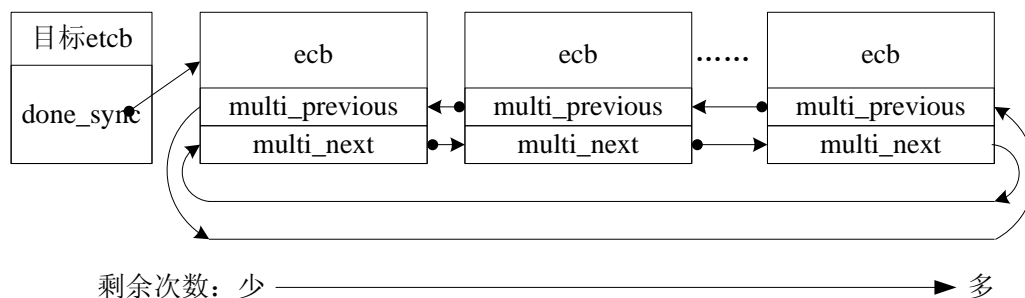 目标etcb
done_sync
ecb
multi_previous
multi_next
ecb
multi_previous
multi_next
……
ecb
multi_previous
multi_next
剩余次数：少
多